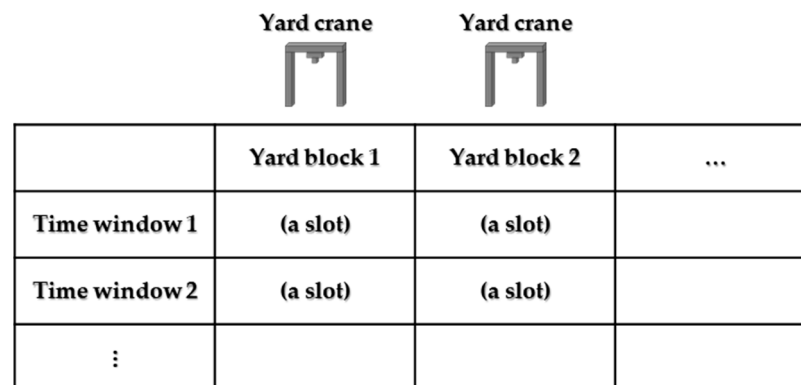 Yard crane Yard crane
Yard block 1 Yard block 2 ...
Time window 1 (a slot) (a slot)
Time window 2 (a slot) (a slot)
⋮